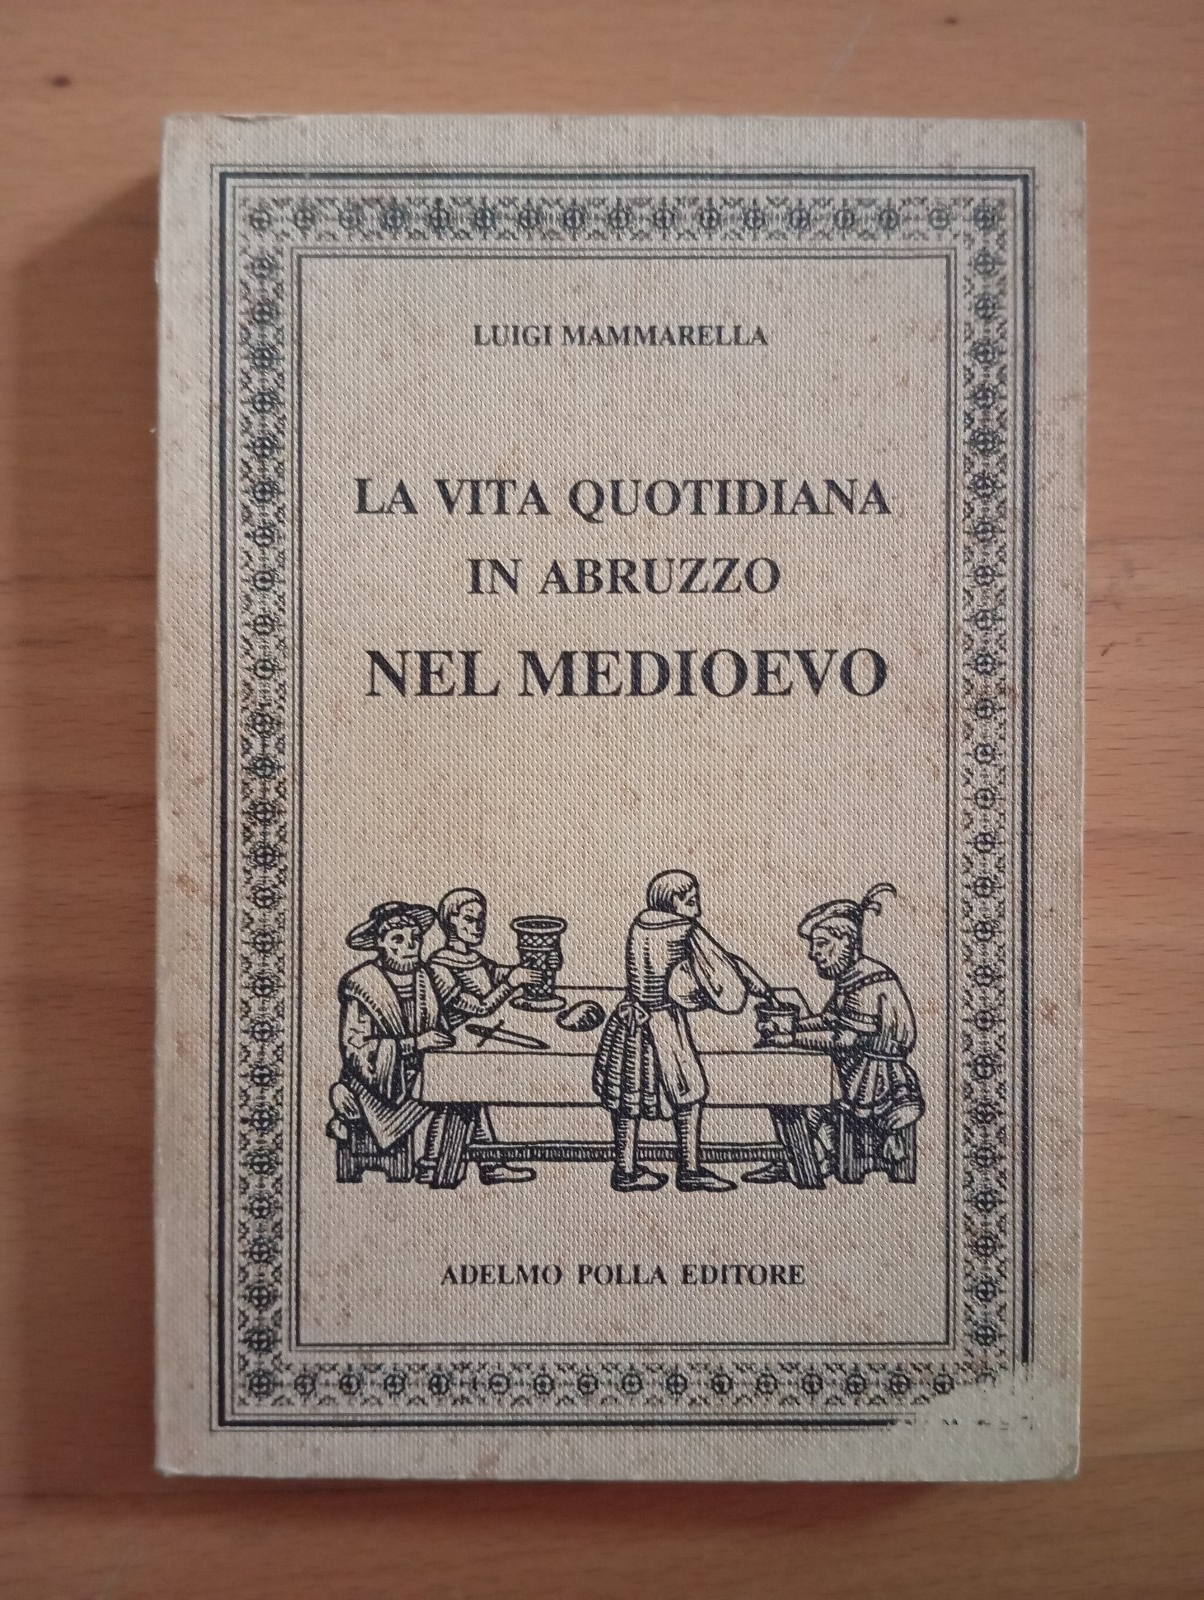 LUIGI MAMMARELLA
LA VITA QUOTIDIANA
IN ABRUZZO
NEL MEDIOEVO
ADELMO POLLA EDITORE